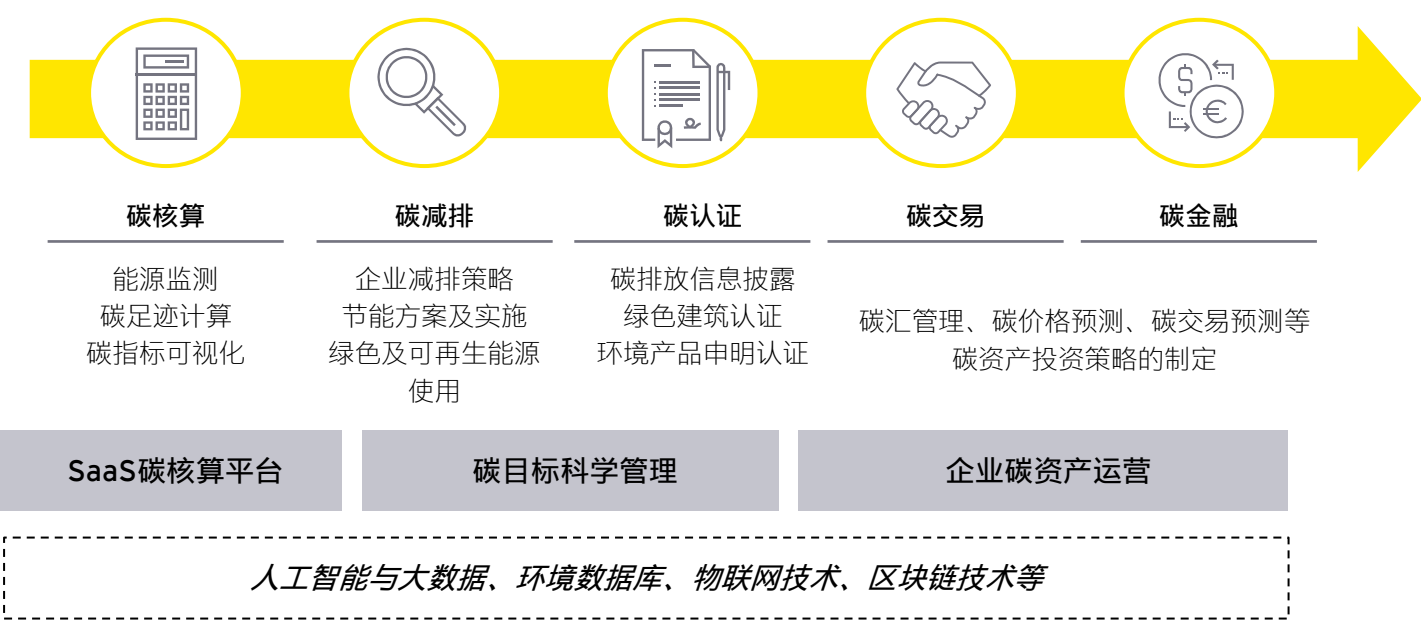 碳核算
碳减排
碳认证
碳交易
碳金融
能源监测
碳足迹计算
碳指标可视化
企业减排策略
节能方案及实施
绿色及可再生能源
使用
碳排放信息披露
绿色建筑认证
环境产品申明认证
碳汇管理、碳价格预测、碳交易预测等
碳资产投资策略的制定
SaaS碳核算平台
碳目标科学管理
企业碳资产运营
人工智能与大数据、环境数据库、物联网技术、区块链技术等